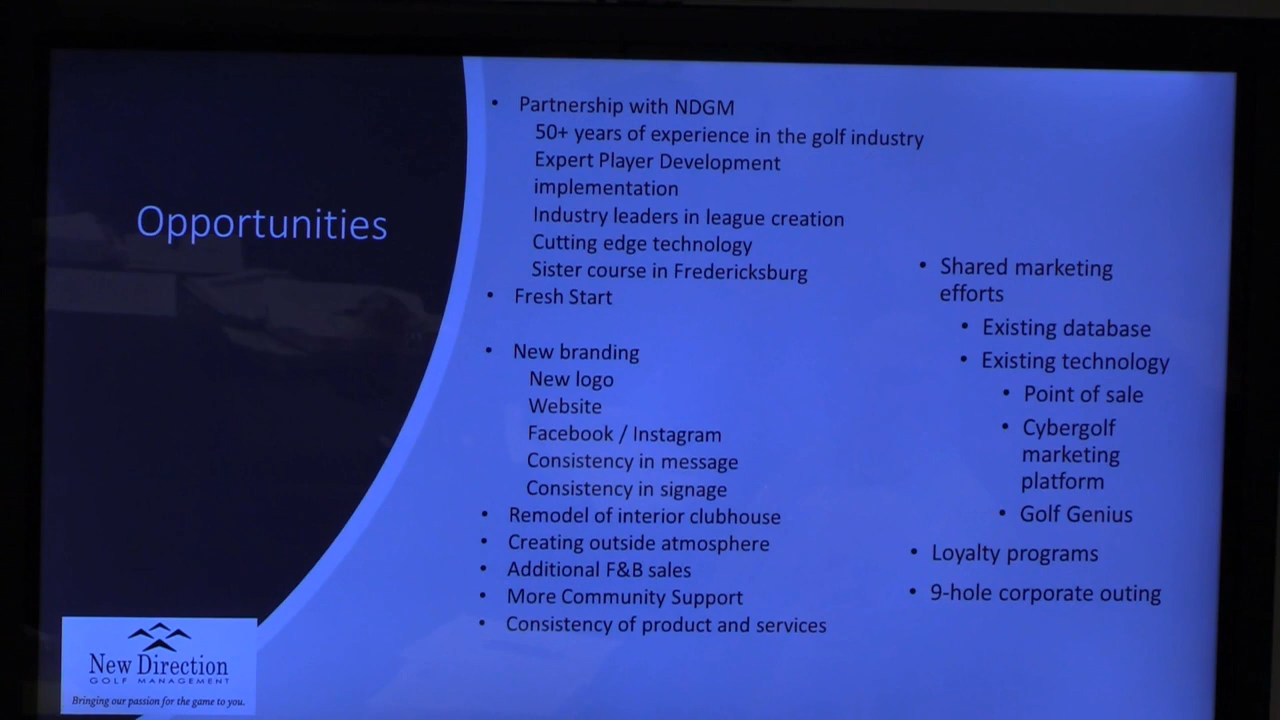 Opportunities
• Partnership with NDGM
50+ years of experience in the golf industry
Expert Player Development
implementation
Industry leaders in league creation
Cutting edge technology
Sister course in Fredericksburg
• Fresh Start
• New branding
New logo
Website
Facebook / Instagram
Consistency in message
Consistency in signage
• Remodel of interior clubhouse
• Creating outside atmosphere
• Additional F&B sales
• More Community Support
• Consistency of product and services
• Shared marketing
efforts
• Existing database
• Existing technology
• Point of sale
• Cybergolf
marketing
platform
• Golf Genius
• Loyalty programs
• 9-hole corporate outing
New Direction
GOLF MANAGEMENT
Bringing our passion for the game to you.